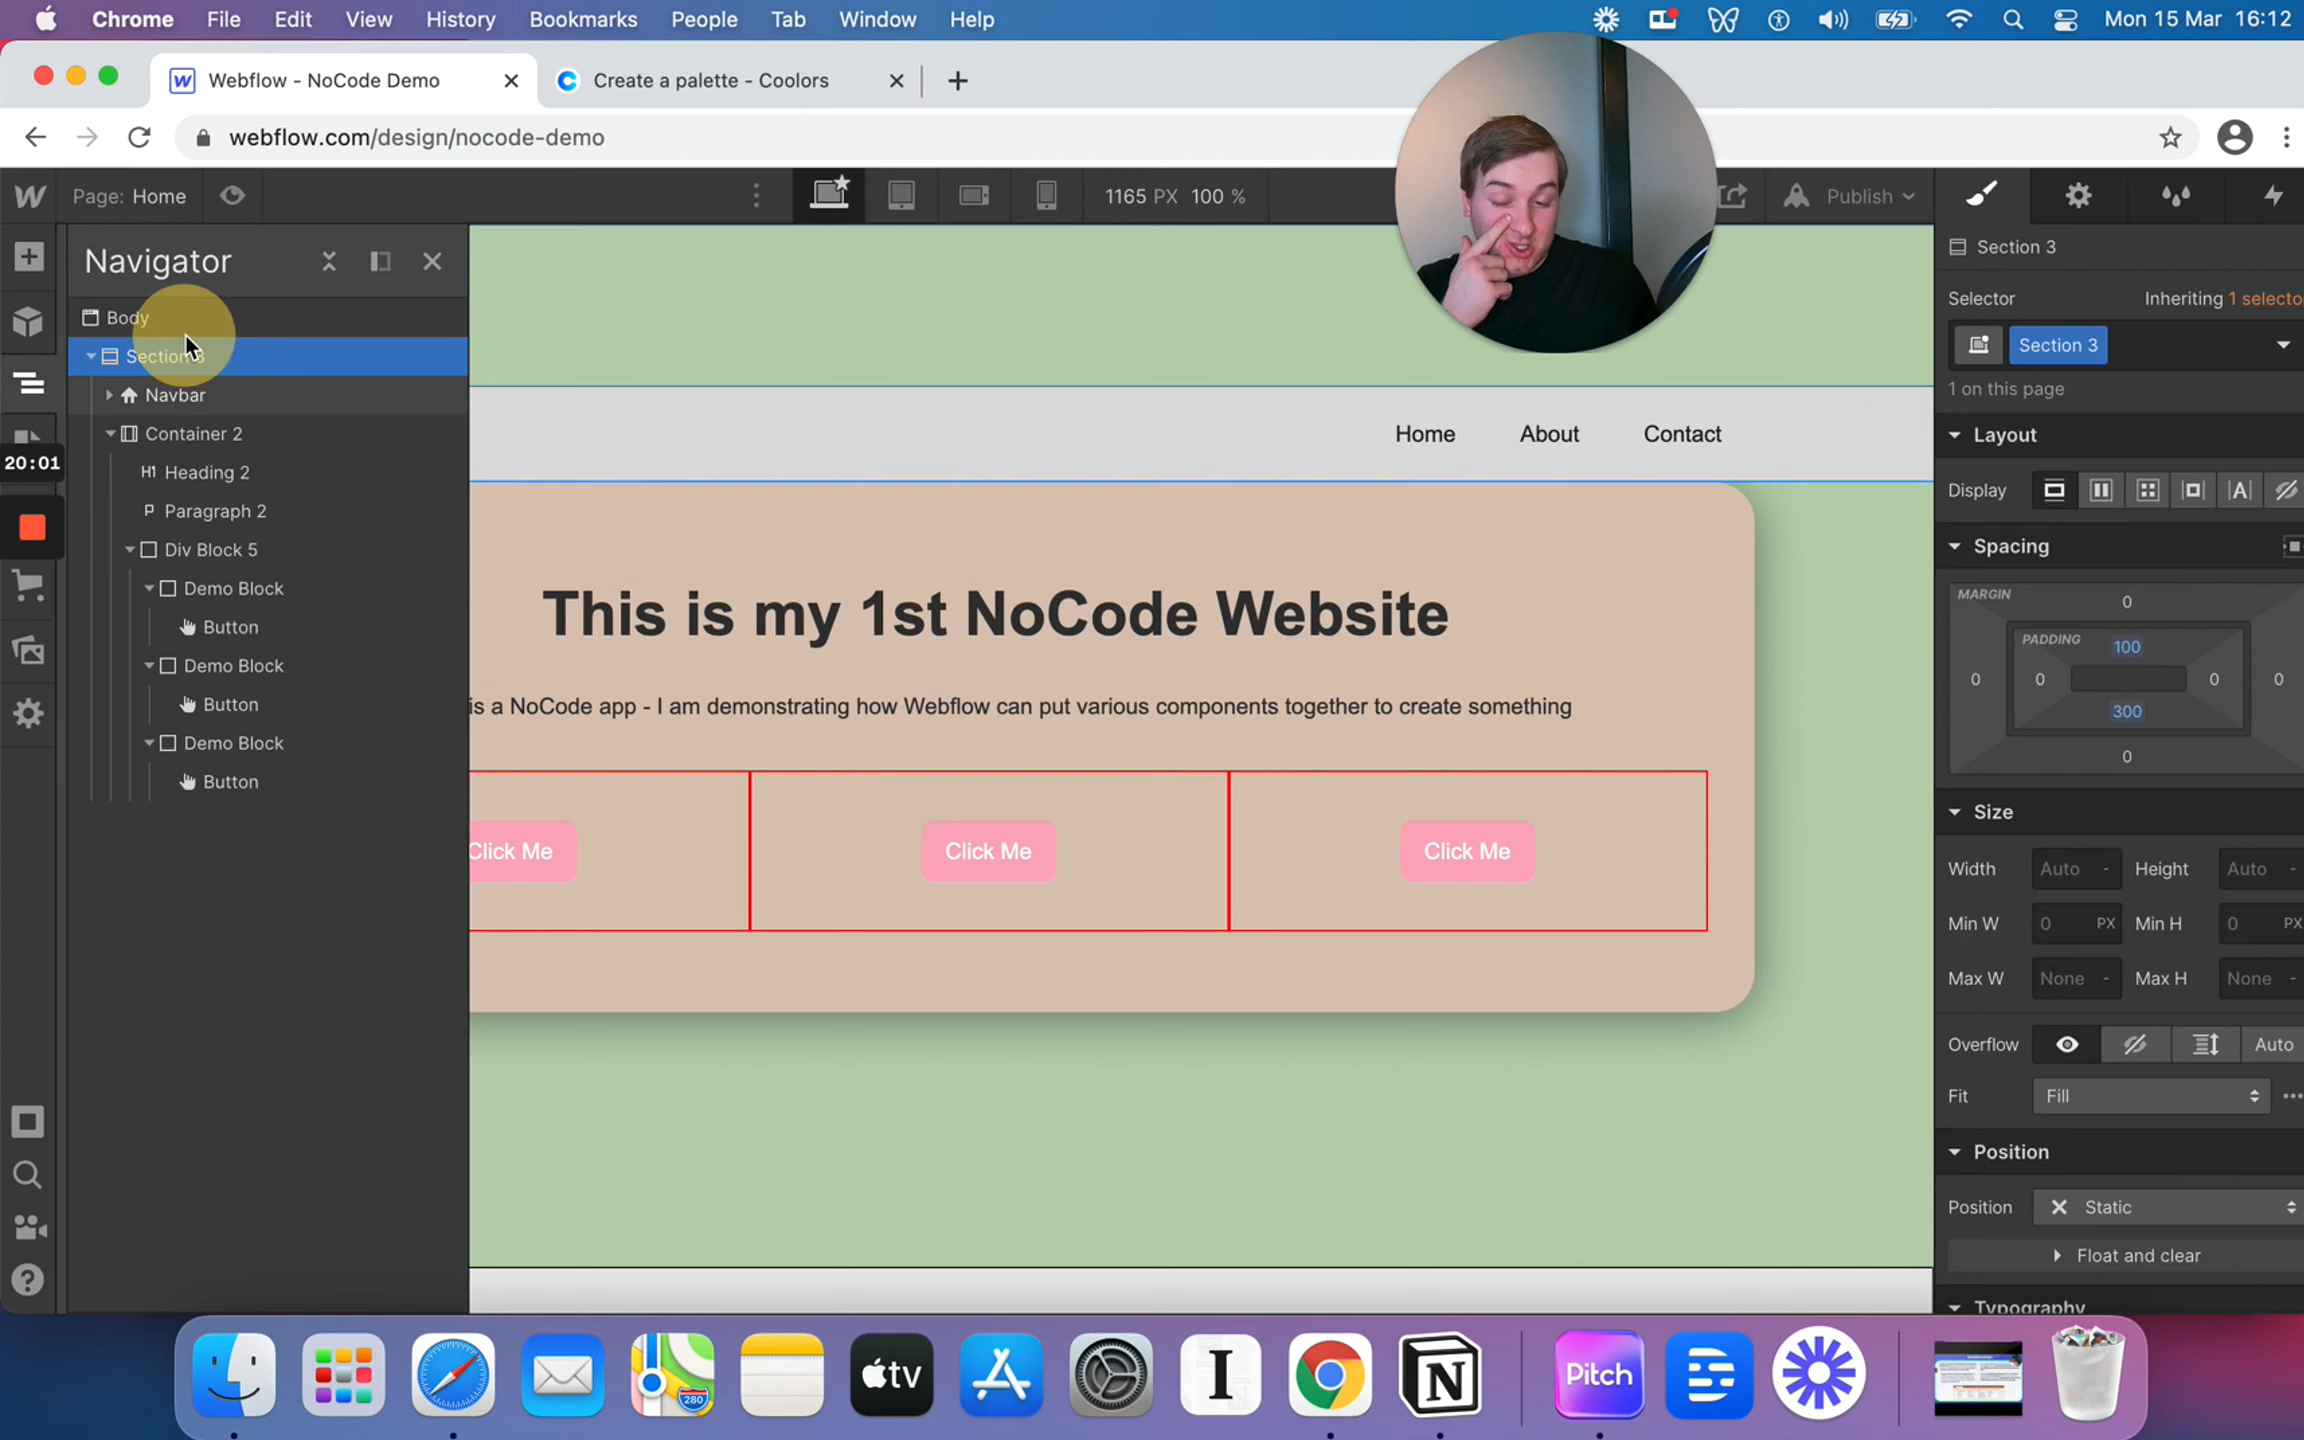 Chrome File Edit View History Bookmarks People Tab Window Help Mon 15 Mar 16:12
Webflow - NoCode Demo Create a palette - Coolors
webflow.com/design/nocode-demo
Page: Home 1165 PX 100 % Publish
Navigator
Body
Section 3
Navbar
Container 2
Heading 2
Paragraph 2
Div Block 5
Demo Block
Button
Demo Block
Button
Demo Block
Button
20:01
Home About Contact
This is my 1st NoCode Website
is a NoCode app - I am demonstrating how Webflow can put various components together to create something
Click Me Click Me Click Me
Section 3
Selector Inheriting 1 selecto
Section 3
1 on this page
Layout
Display
Spacing
MARGIN 0
PADDING 100
0 0 0 0
300
0
Size
Width Auto - Height Auto -
Min W 0 PX Min H 0 PX
Max W None - Max H None -
Overflow Auto
Fit Fill
Position
Position Static
Float and clear
Typography
280
tv
Pitch